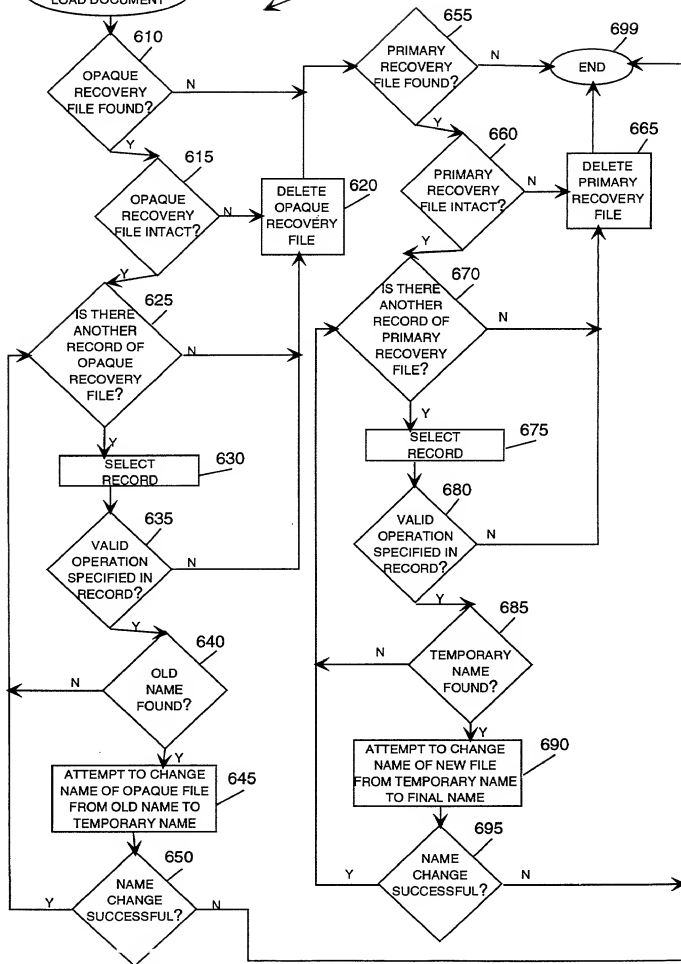 LOAD DOCUMENT
610
OPAQUE
RECOVERY
FILE FOUND?
N
Y
615
OPAQUE
RECOVERY
FILE INTACT?
N
Y
620
DELETE
OPAQUE
RECOVERY
FILE
625
IS THERE
ANOTHER
RECORD OF
OPAQUE
RECOVERY
FILE?
N
Y
630
SELECT
RECORD
635
VALID
OPERATION
SPECIFIED IN
RECORD?
N
Y
640
OLD
NAME
FOUND?
N
Y
645
ATTEMPT TO CHANGE
NAME OF OPAQUE FILE
FROM OLD NAME TO
TEMPORARY NAME
650
NAME
CHANGE
SUCCESSFUL?
Y
N
655
PRIMARY
RECOVERY
FILE FOUND?
N
Y
699
END
660
PRIMARY
RECOVERY
FILE INTACT?
N
Y
665
DELETE
PRIMARY
RECOVERY
FILE
670
IS THERE
ANOTHER
RECORD OF
PRIMARY
RECOVERY
FILE?
N
Y
675
SELECT
RECORD
680
VALID
OPERATION
SPECIFIED IN
RECORD?
N
Y
685
TEMPORARY
NAME
FOUND?
N
Y
690
ATTEMPT TO CHANGE
NAME OF NEW FILE
FROM TEMPORARY NAME
TO FINAL NAME
695
NAME
CHANGE
SUCCESSFUL?
Y
N